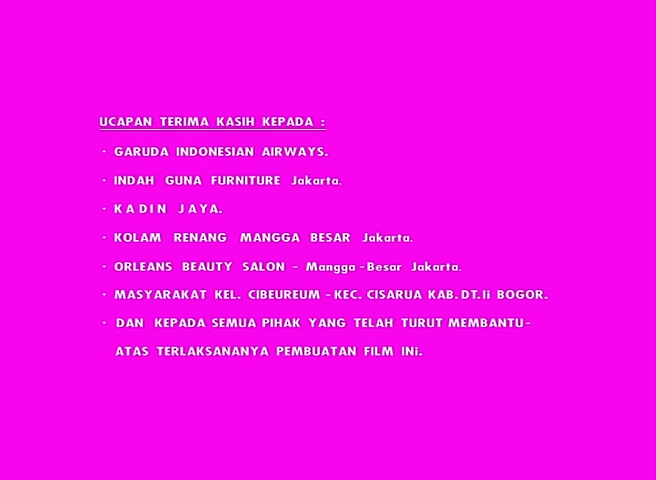 UCAPAN TERIMA KASIH KEPADA :
- GARUDA INDONESIAN AIRWAYS.
- INDAH GUNA FURNITURE Jakarta.
- KADIN JAYA.
- KOLAM RENANG MANGGA BESAR Jakarta.
- ORLEANS BEAUTY SALON - Mangga-Besar Jakarta.
- MASYARAKAT KEL. CIBEUREUM - KEC. CISARUA KAB. DT. Ii BOGOR.
- DAN KEPADA SEMUA PIHAK YANG TELAH TURUT MEMBANTU-
ATAS TERLAKSANANYA PEMBUATAN FILM INi.